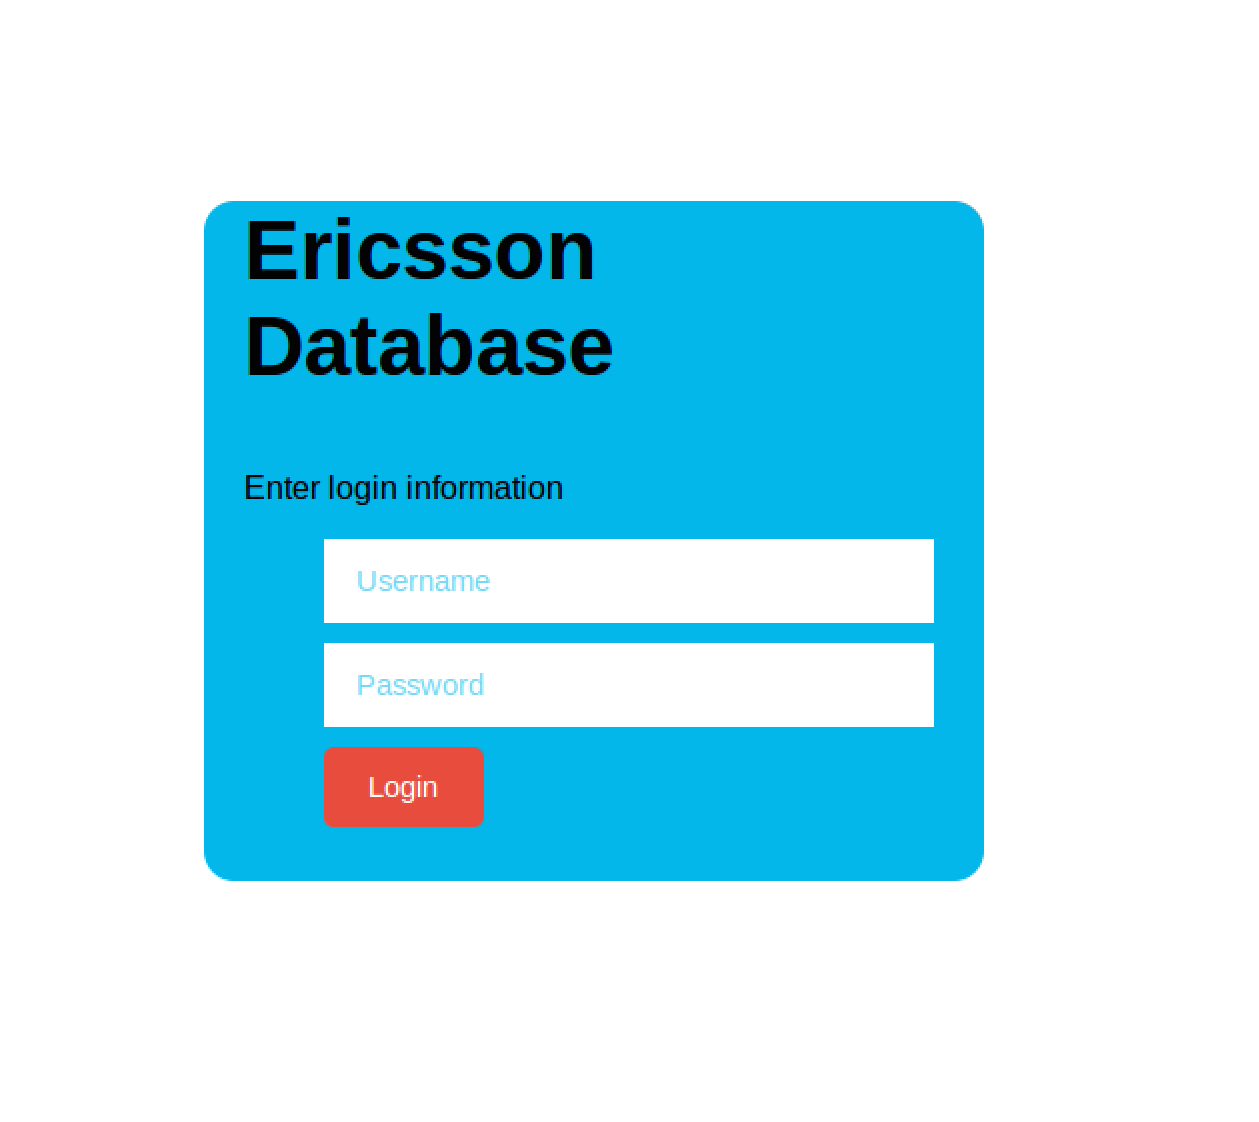 Ericsson
Database
Enter login information
Username
Password
Login